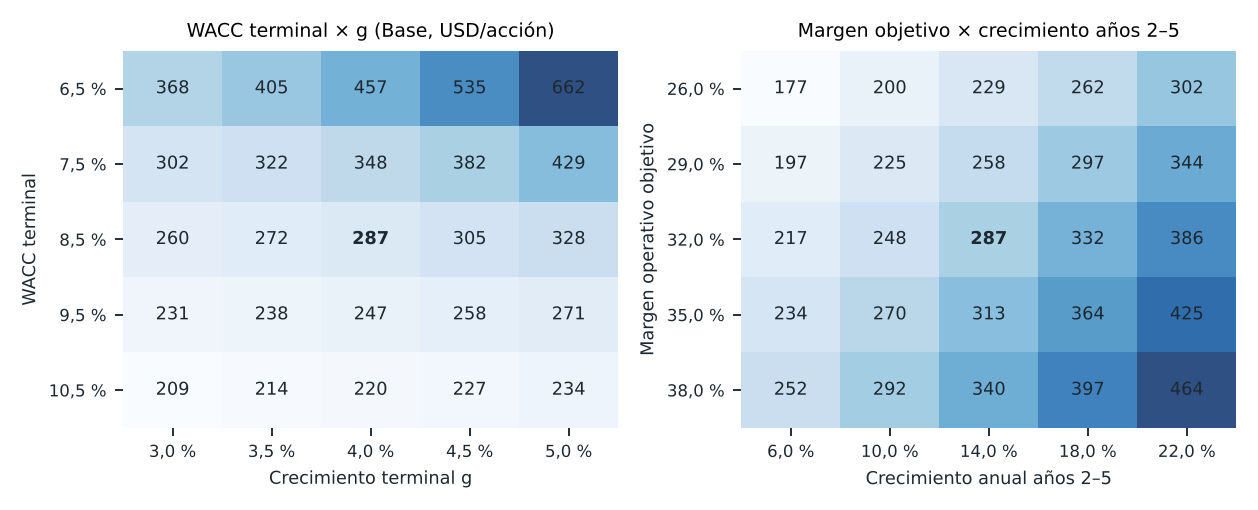 WACC terminal × g (Base, USD/acción)
WACC terminal
6,5 % 368 405 457 535 662
7,5 % 302 322 348 382 429
8,5 % 260 272 287 305 328
9,5 % 231 238 247 258 271
10,5 % 209 214 220 227 234
3,0 % 3,5 % 4,0 % 4,5 % 5,0 %
Crecimiento terminal g
Margen objetivo × crecimiento años 2–5
Margen operativo objetivo
26,0 % 177 200 229 262 302
29,0 % 197 225 258 297 344
32,0 % 217 248 287 332 386
35,0 % 234 270 313 364 425
38,0 % 252 292 340 397 464
6,0 % 10,0 % 14,0 % 18,0 % 22,0 %
Crecimiento anual años 2–5